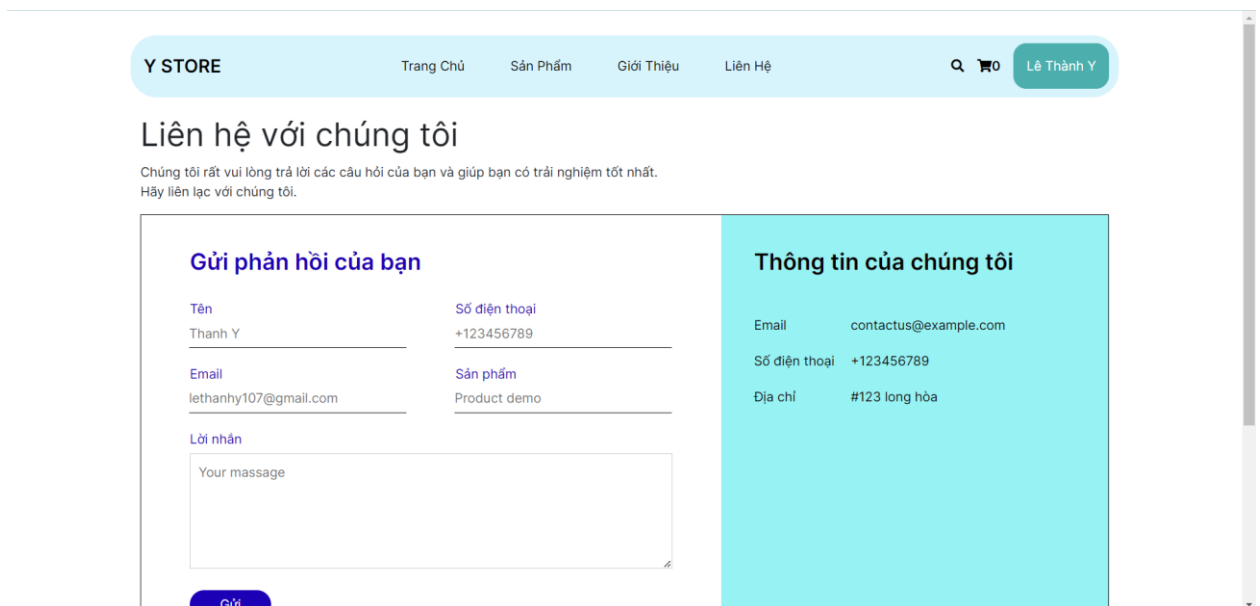 Y STORE Trang Chủ Sản Phẩm Giới Thiệu Liên Hệ 0 Lê Thành Y
Liên hệ với chúng tôi
Chúng tôi rất vui lòng trả lời các câu hỏi của bạn và giúp bạn có trải nghiệm tốt nhất.
Hãy liên lạc với chúng tôi.
Gửi phản hồi của bạn
Tên Số điện thoại
Thanh Y +123456789
Email Sản phẩm
lethanhy107@gmail.com Product demo
Lời nhắn
Your massage
Gửi
Thông tin của chúng tôi
Email contactus@example.com
Số điện thoại +123456789
Địa chỉ #123 long hòa